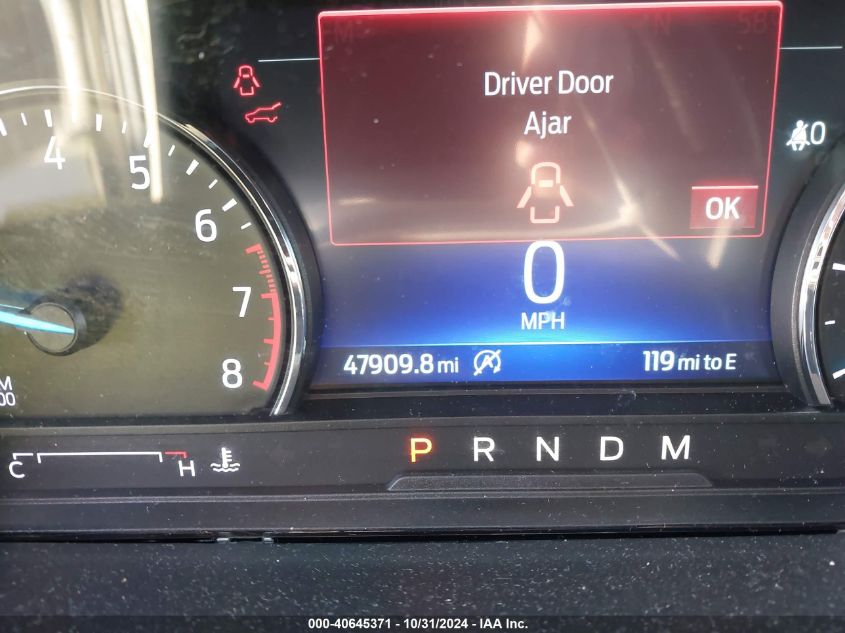 Driver Door
Ajar
OK
0
4 5 6 7 8
0
MPH
47909.8 mi
119 mi to E
C H
P R N D M
000-40645371 - 10/31/2024 - IAA Inc.